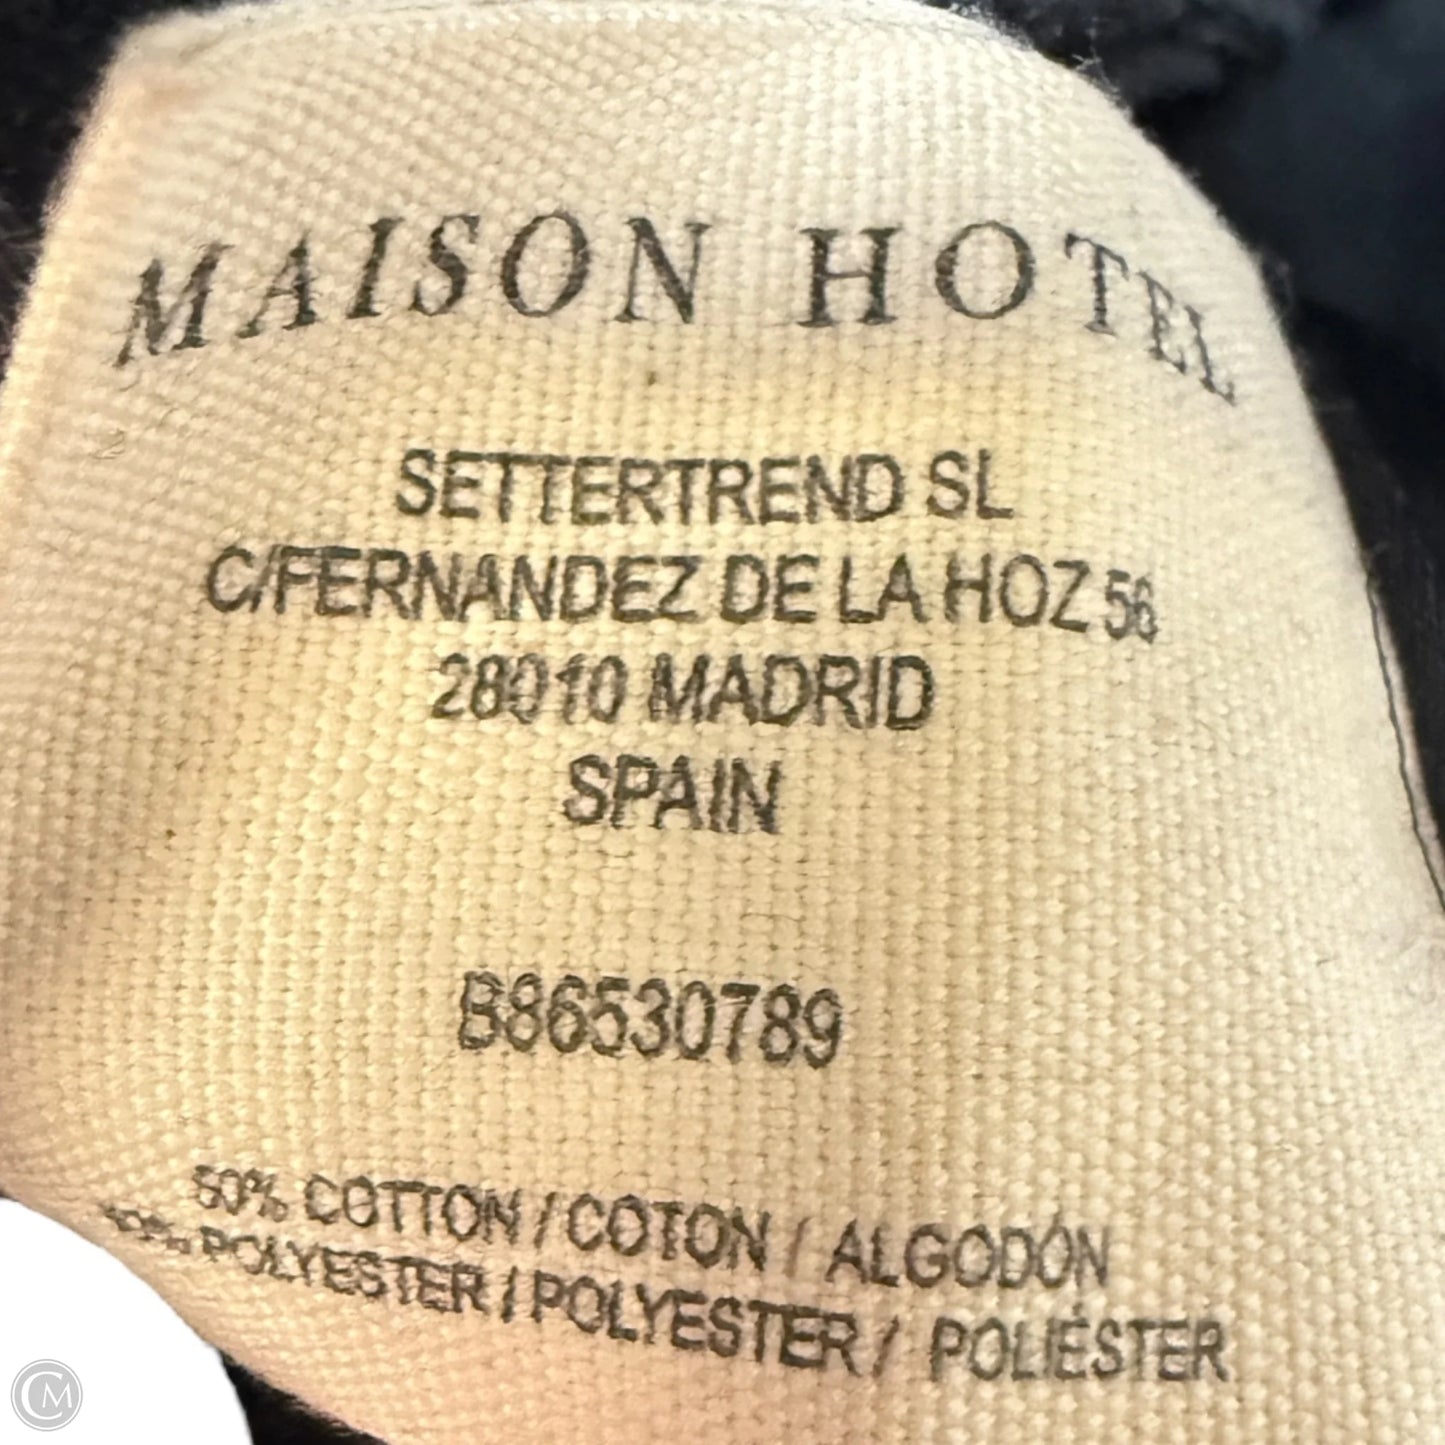 MAISON HOTEL
SETTERTREND SL
C/FERNANDEZ DE LA HOZ 56
28010 MADRID
SPAIN
B86530789
COTTON / COTON / ALGODÓN
POLYESTER / POLYESTER / POLIÉSTER
CM